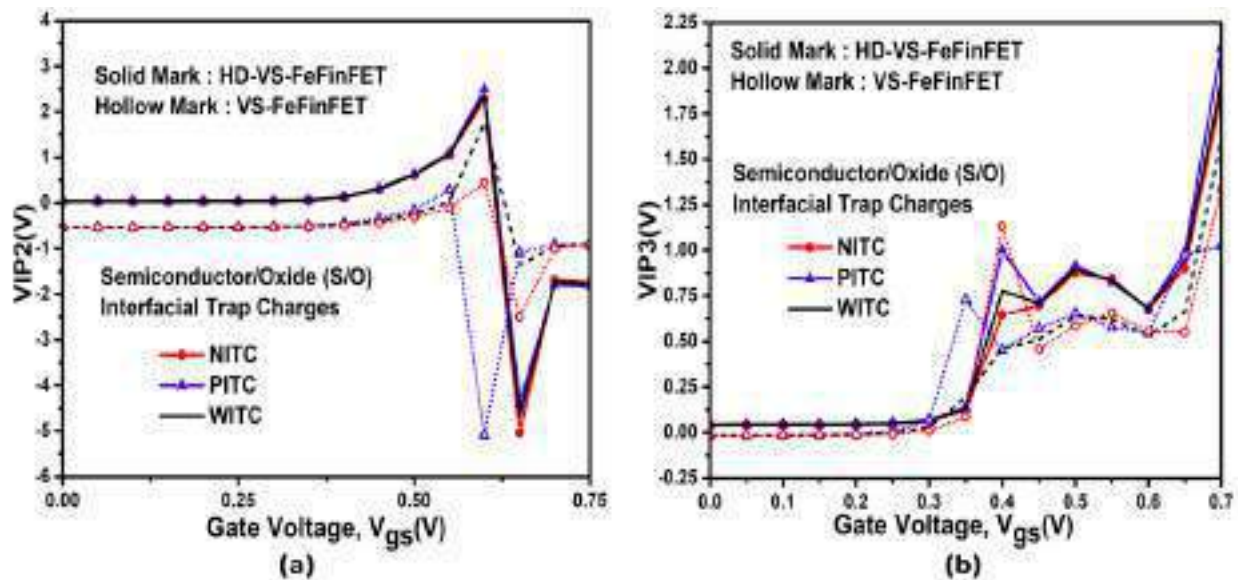 4
3
2
1
0
-1
-2
-3
-4
-5
-6
VIP2(V)
Solid Mark : HD-VS-FeFinFET
Hollow Mark : VS-FeFinFET
Semiconductor/Oxide (S/O)
Interfacial Trap Charges
NITC
PITC
WITC
0.00 0.25 0.50 0.75
Gate Voltage, Vgs(V)
(a)
2.25
2.00
1.75
1.50
1.25
1.00
0.75
0.50
0.25
0.00
-0.25
VIP3(V)
Solid Mark : HD-VS-FeFinFET
Hollow Mark : VS-FeFinFET
Semiconductor/Oxide (S/O)
Interfacial Trap Charges
NITC
PITC
WITC
0.0 0.1 0.2 0.3 0.4 0.5 0.6 0.7
Gate Voltage, Vgs(V)
(b)